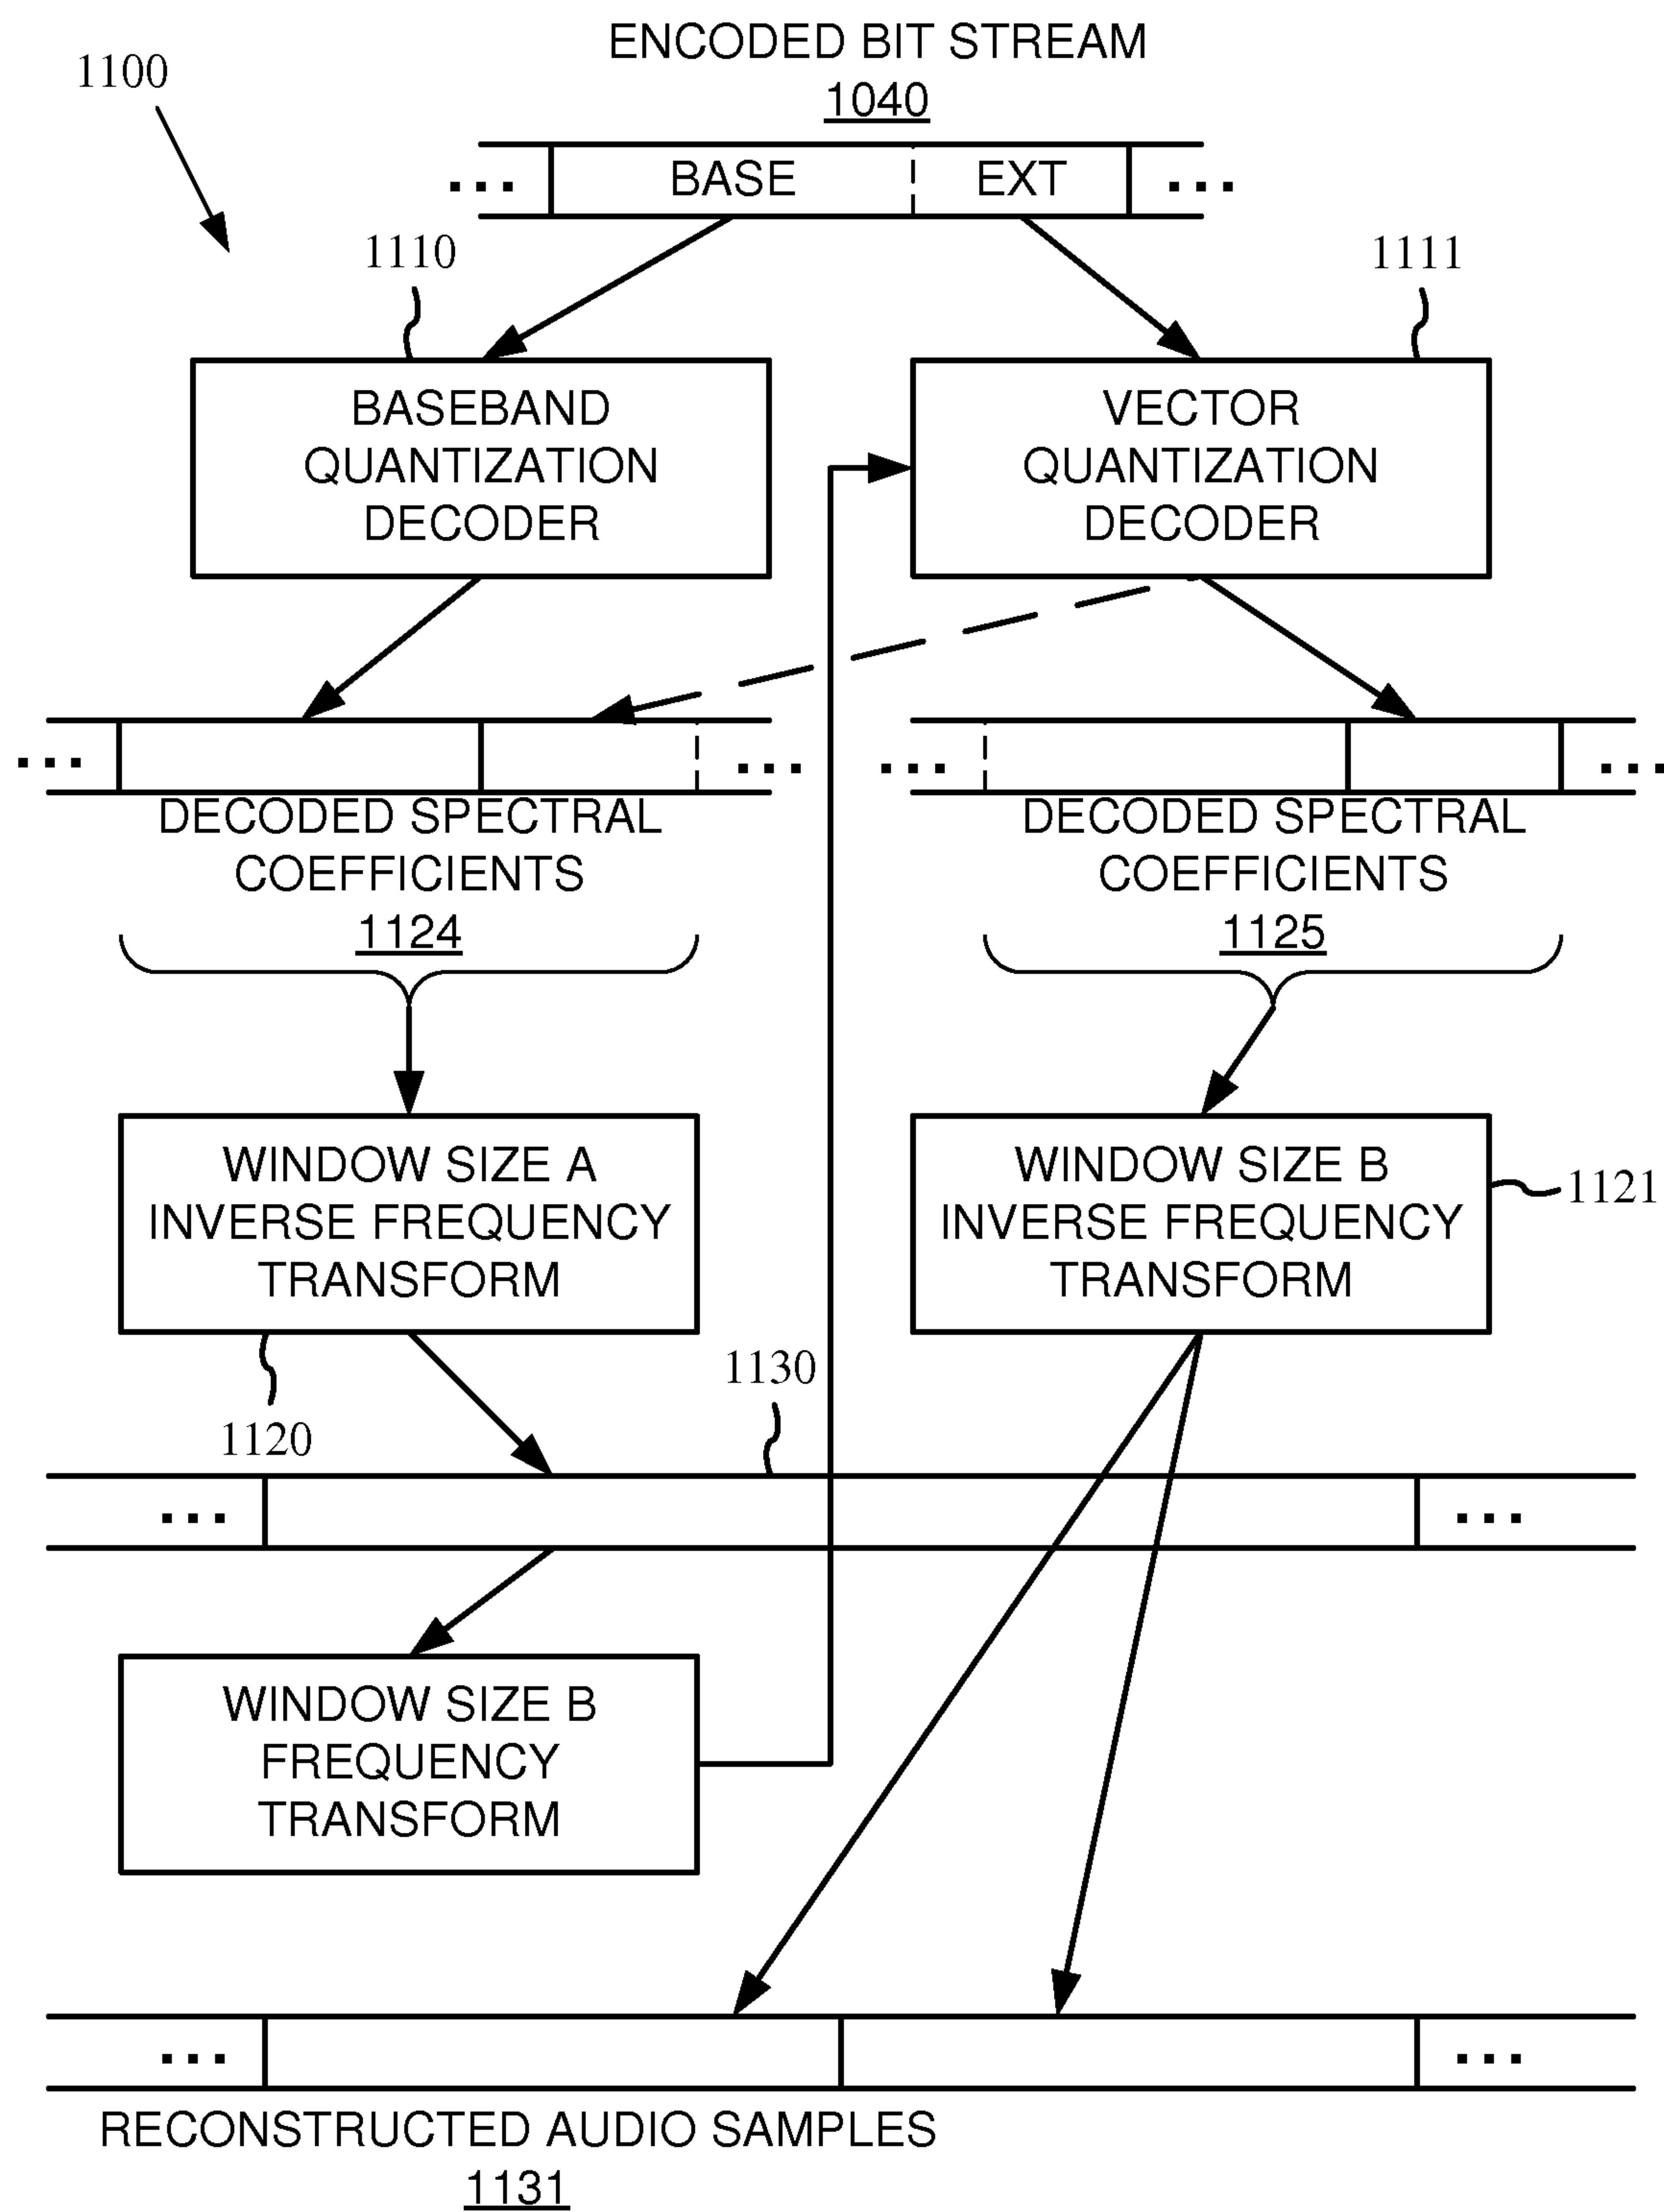 ENCODED BIT STREAM
1040
1100
... BASE EXT ...
1110
1111
BASEBAND
QUANTIZATION
DECODER
VECTOR
QUANTIZATION
DECODER
... ...
... ...
DECODED SPECTRAL
COEFFICIENTS
1124
DECODED SPECTRAL
COEFFICIENTS
1125
WINDOW SIZE A
INVERSE FREQUENCY
TRANSFORM
1120
WINDOW SIZE B
INVERSE FREQUENCY
TRANSFORM
1121
1130
... ...
WINDOW SIZE B
FREQUENCY
TRANSFORM
... ...
RECONSTRUCTED AUDIO SAMPLES
1131